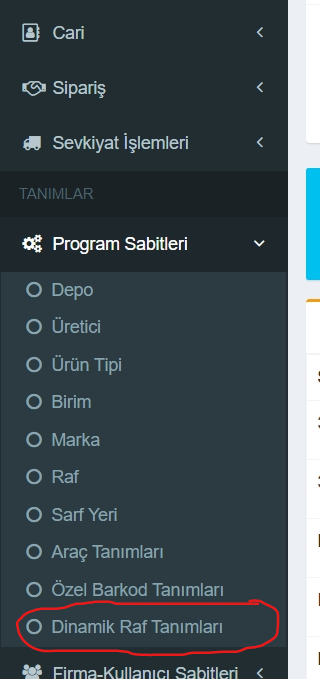 Cari
Sipariş
Sevkiyat İşlemleri
TANIMLAR
Program Sabitleri
Depo
Üretici
Ürün Tipi
Birim
Marka
Raf
Sarf Yeri
Araç Tanımları
Özel Barkod Tanımları
Dinamik Raf Tanımları
Firma-Kullanıcı Sabitleri